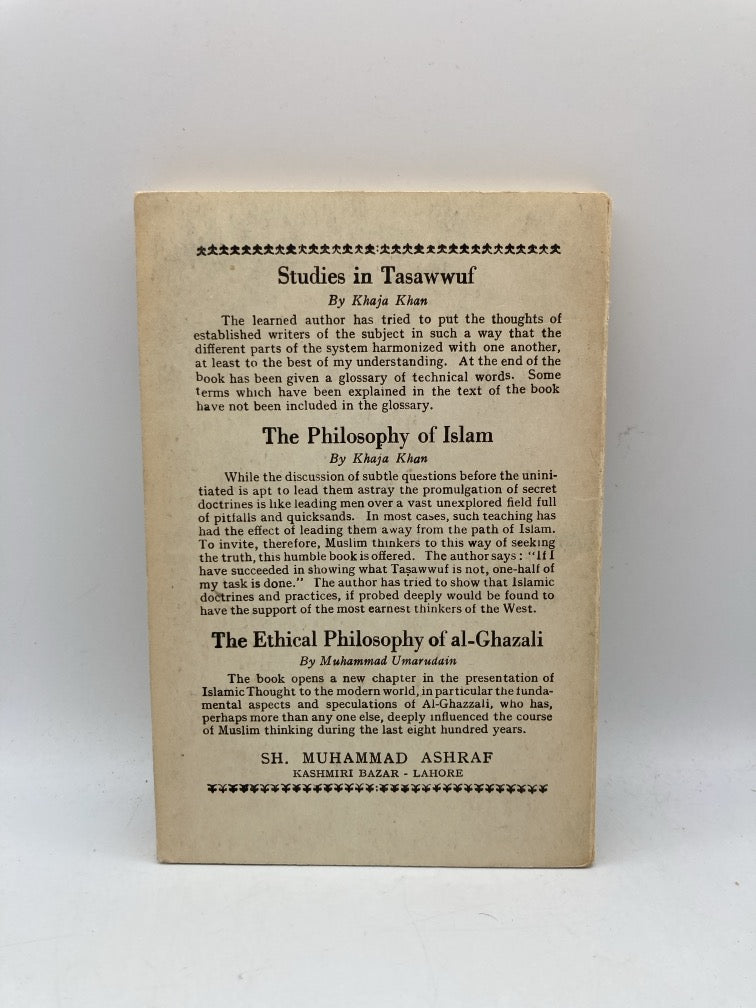 Studies in Tasawwuf
By Khaja Khan
The learned author has tried to put the thoughts of
established writers of the subject in such a way that the
different parts of the system harmonized with one another,
at least to the best of my understanding. At the end of the
book has been given a glossary of technical words. Some
terms which have been explained in the text of the book
have not been included in the glossary.
The Philosophy of Islam
By Khaja Khan
While the discussion of subtle questions before the unini-
tiated is apt to lead them astray the promulgation of secret
doctrines is like leading men over a vast unexplored field full
of pitfalls and quicksands. In most cases, such teaching has
had the effect of leading them away from the path of Islam.
To invite, therefore, Muslim thinkers to this way of seeking
the truth, this humble book is offered. The author says : "If I
have succeeded in showing what Taṣawwuf is not, one-half of
my task is done." The author has tried to show that Islamic
doctrines and practices, if probed deeply would be found to
have the support of the most earnest thinkers of the West.
The Ethical Philosophy of al-Ghazali
By Muhammad Umarudain
The book opens a new chapter in the presentation of
Islamic Thought to the modern world, in particular the funda-
mental aspects and speculations of Al-Ghazzali, who has,
perhaps more than any one else, deeply influenced the course
of Muslim thinking during the last eight hundred years.
SH. MUHAMMAD ASHRAF
KASHMIRI BAZAR - LAHORE